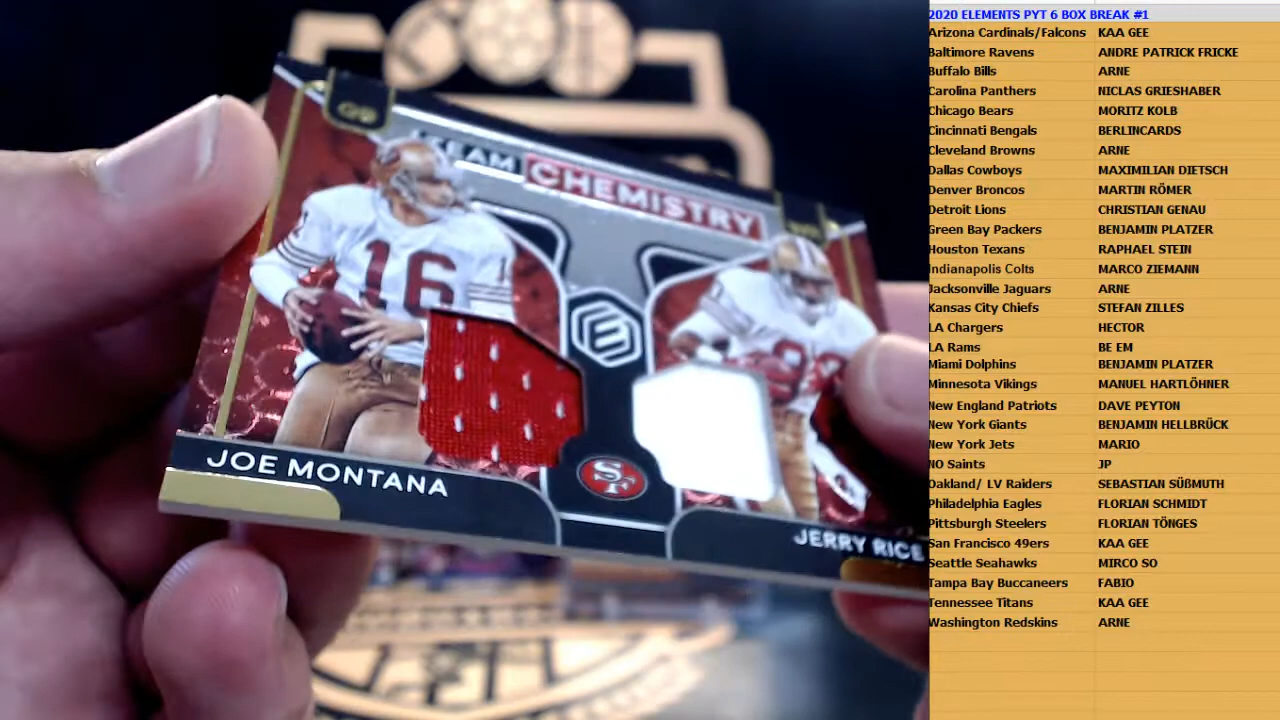 QB
TEAM CHEMISTRY
16
E
SF
JOE MONTANA
JERRY RICE
2020 ELEMENTS PYT 6 BOX BREAK #1
Arizona Cardinals/Falcons KAA GEE
Baltimore Ravens ANDRE PATRICK FRICKE
Buffalo Bills ARNE
Carolina Panthers NICLAS GRIESHABER
Chicago Bears MORITZ KOLB
Cincinnati Bengals BERLINCARDS
Cleveland Browns ARNE
Dallas Cowboys MAXIMILIAN DIETSCH
Denver Broncos MARTIN RÖMER
Detroit Lions CHRISTIAN GENAU
Green Bay Packers BENJAMIN PLATZER
Houston Texans RAPHAEL STEIN
Indianapolis Colts MARCO ZIEMANN
Jacksonville Jaguars ARNE
Kansas City Chiefs STEFAN ZILLES
LA Chargers HECTOR
LA Rams BE EM
Miami Dolphins BENJAMIN PLATZER
Minnesota Vikings MANUEL HARTLÖHNER
New England Patriots DAVE PEYTON
New York Giants BENJAMIN HELLBRÜCK
New York Jets MARIO
NO Saints JP
Oakland/ LV Raiders SEBASTIAN SÜßMUTH
Philadelphia Eagles FLORIAN SCHMIDT
Pittsburgh Steelers FLORIAN TÖNGES
San Francisco 49ers KAA GEE
Seattle Seahawks MIRCO SO
Tampa Bay Buccaneers FABIO
Tennessee Titans KAA GEE
Washington Redskins ARNE